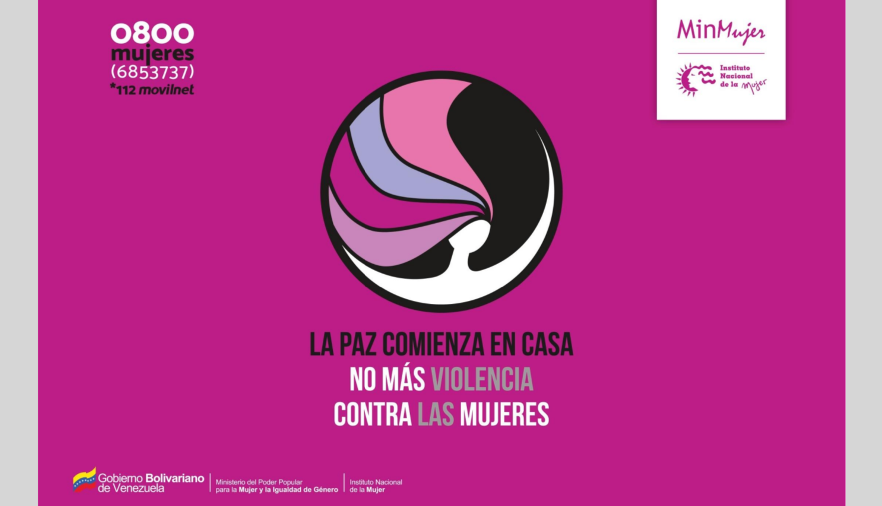 0800
mujeres
(6853737)
*112 movilnet
MinMujer
Instituto
Nacional
de la Mujer
LA PAZ COMIENZA EN CASA
NO MÁS VIOLENCIA
CONTRA LAS MUJERES
Gobierno Bolivariano
de Venezuela
Ministerio del Poder Popular
para la Mujer y la Igualdad de Género
Instituto Nacional
de la Mujer